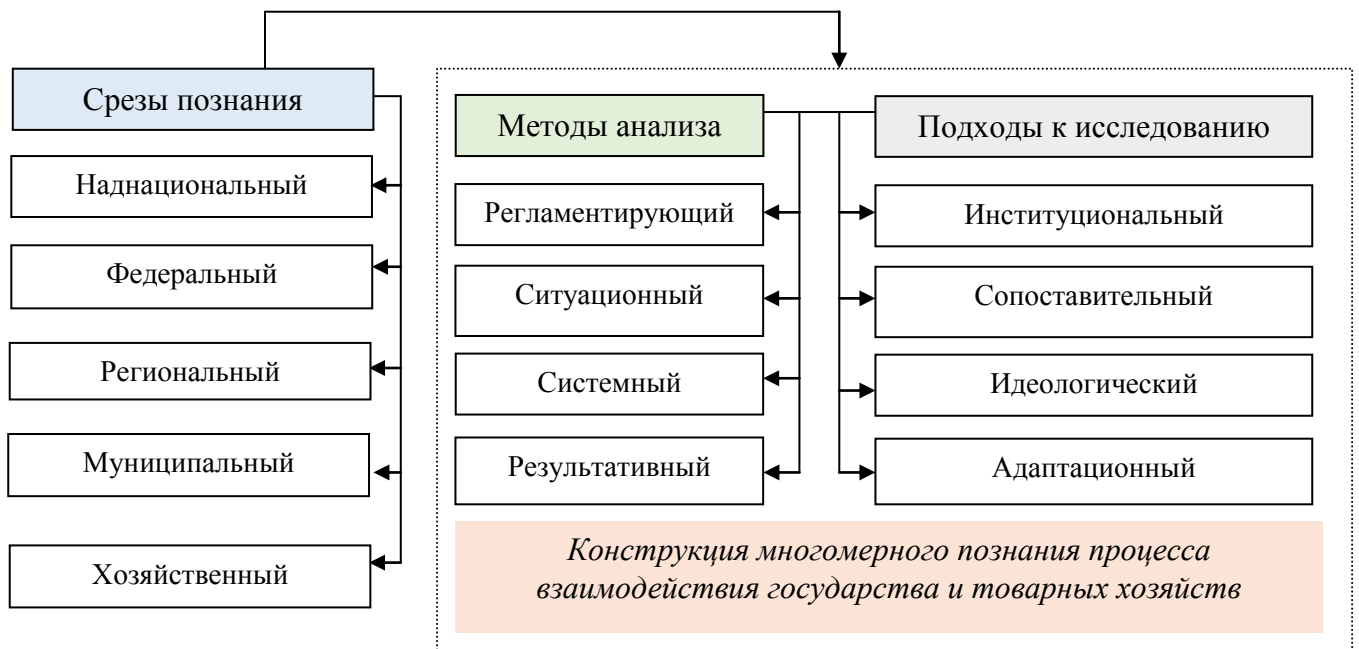 Срезы познания
Наднациональный
Федеральный
Региональный
Муниципальный
Хозяйственный
Методы анализа
Регламентирующий
Ситуационный
Системный
Результативный
Подходы к исследованию
Институциональный
Сопоставительный
Идеологический
Адаптационный
Конструкция многомерного познания процесса
взаимодействия государства и товарных хозяйств